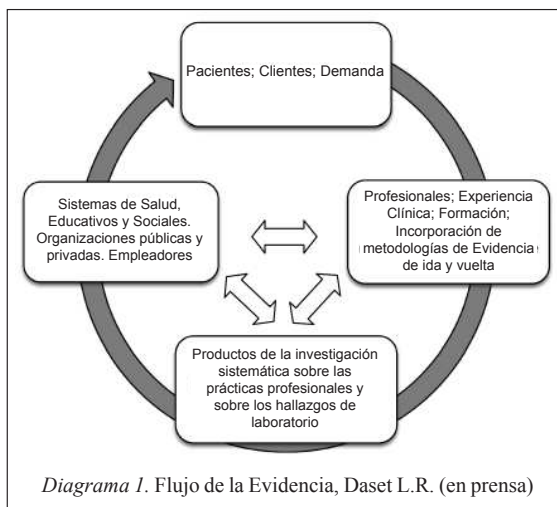 Pacientes; Clientes; Demanda
Sistemas de Salud,
Educativos y Sociales.
Organizaciones públicas y
privadas. Empleadores
Profesionales; Experiencia
Clínica; Formación;
Incorporación de
metodologías de Evidencia
de ida y vuelta
Productos de la investigación
sistemática sobre las
prácticas profesionales y
sobre los hallazgos de
laboratorio
Diagrama 1. Flujo de la Evidencia, Daset L.R. (en prensa)